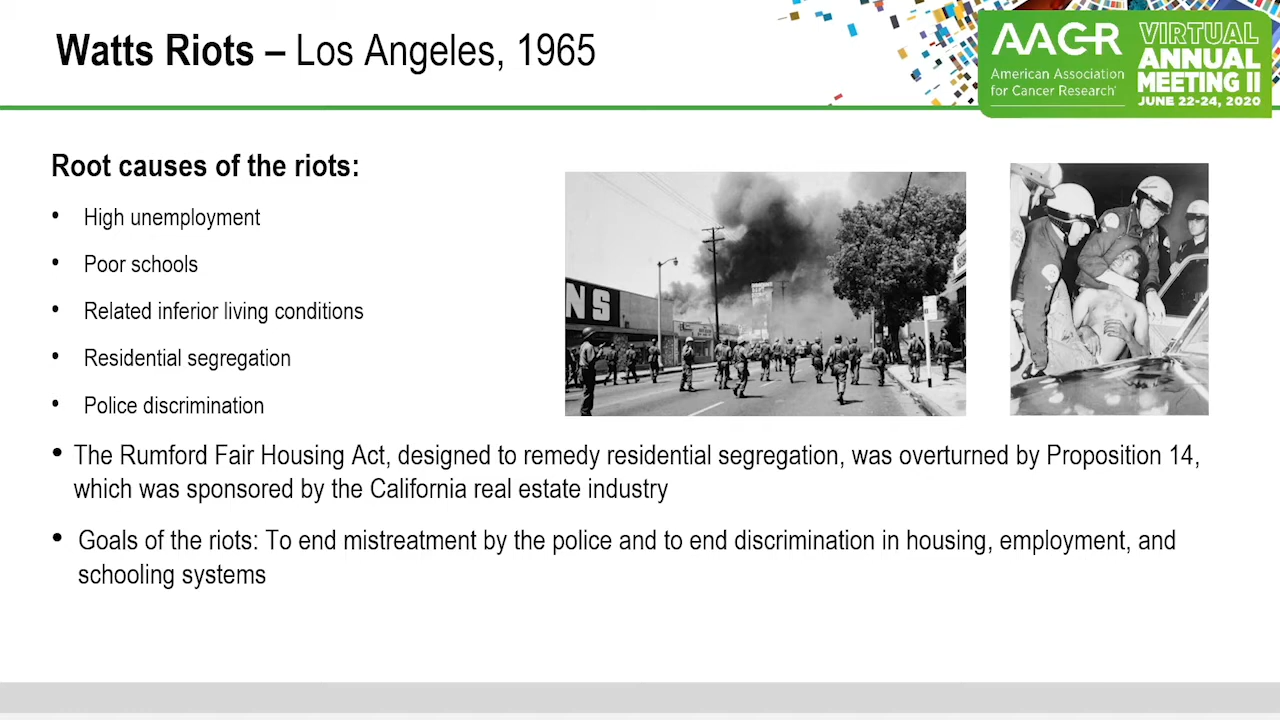 Watts Riots – Los Angeles, 1965
AACR
American Association
for Cancer Research
VIRTUAL
ANNUAL
MEETING II
JUNE 22-24, 2020
Root causes of the riots:
• High unemployment
• Poor schools
• Related inferior living conditions
• Residential segregation
• Police discrimination
NS
• The Rumford Fair Housing Act, designed to remedy residential segregation, was overturned by Proposition 14,
which was sponsored by the California real estate industry
• Goals of the riots: To end mistreatment by the police and to end discrimination in housing, employment, and
schooling systems